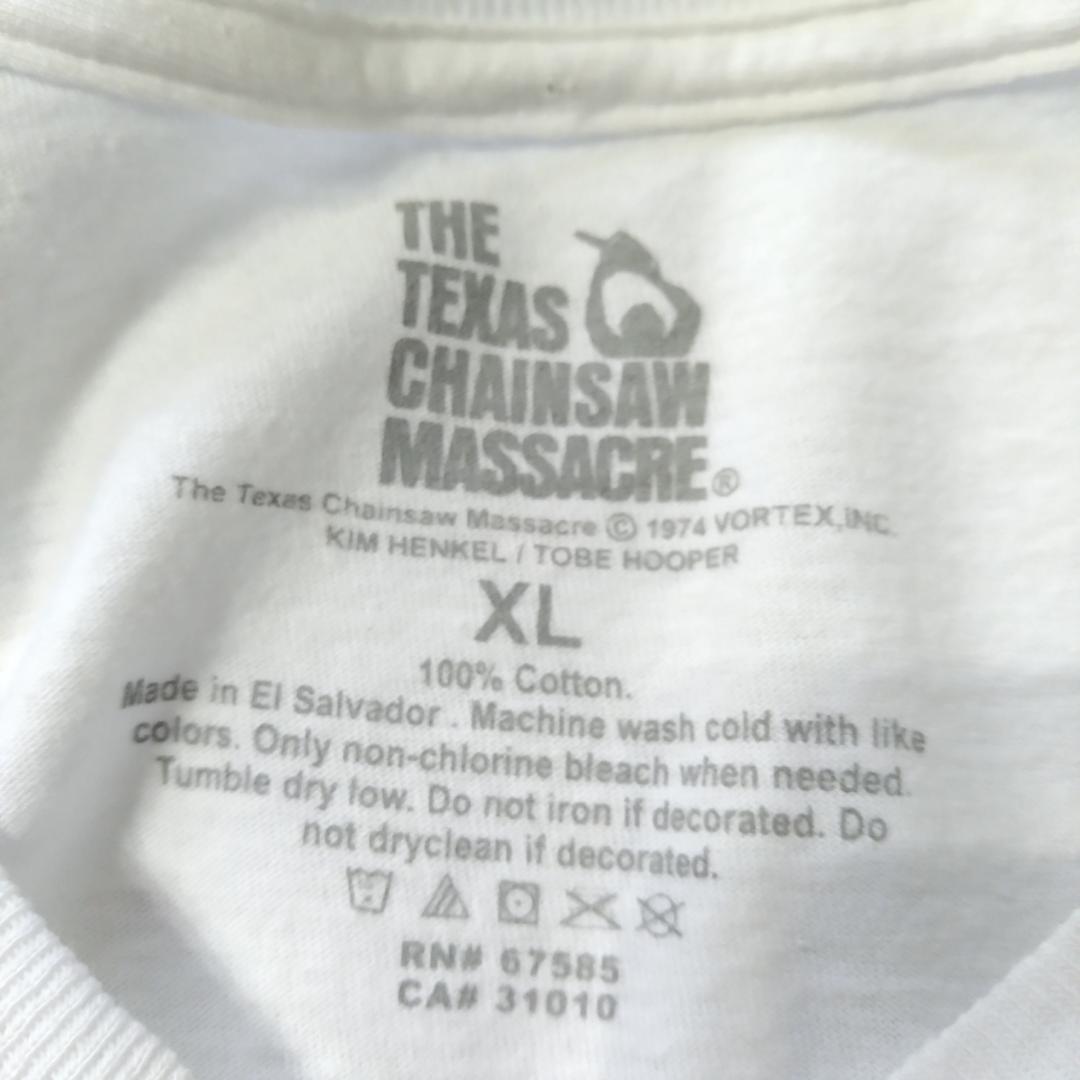 THE
TEXAS
CHAINSAW
MASSACRE®
The Texas Chainsaw Massacre © 1974 VORTEX,INC.
KIM HENKEL / TOBE HOOPER
XL
100% Cotton.
Made in El Salvador . Machine wash cold with like
colors. Only non-chlorine bleach when needed.
Tumble dry low. Do not iron if decorated. Do
not dryclean if decorated.
RN# 67585
CA# 31010